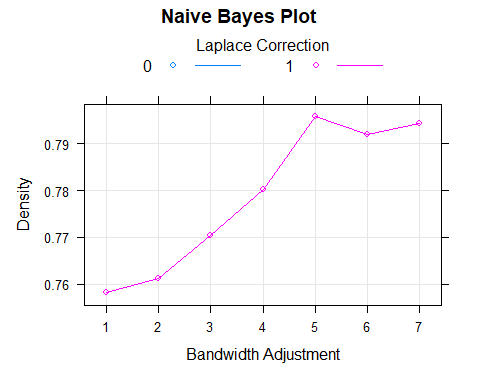 Naive Bayes Plot
Laplace Correction
0 1
0.79
0.78
0.77
0.76
Density
1 2 3 4 5 6 7
Bandwidth Adjustment